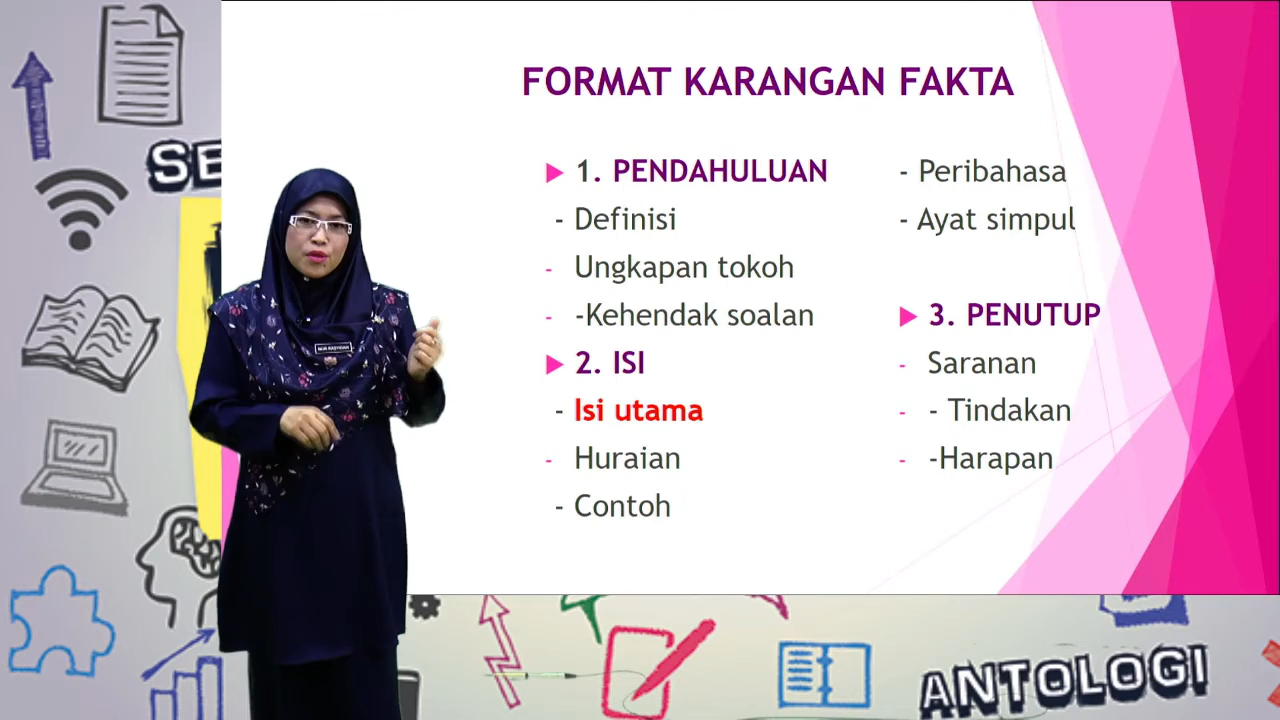 FORMAT KARANGAN FAKTA
1. PENDAHULUAN
- Definisi
- Ungkapan tokoh
- -Kehendak soalan
2. ISI
- Isi utama
- Huraian
- Contoh
- Peribahasa
- Ayat simpul
3. PENUTUP
- Saranan
- - Tindakan
- -Harapan
SE
ANTOLOGI